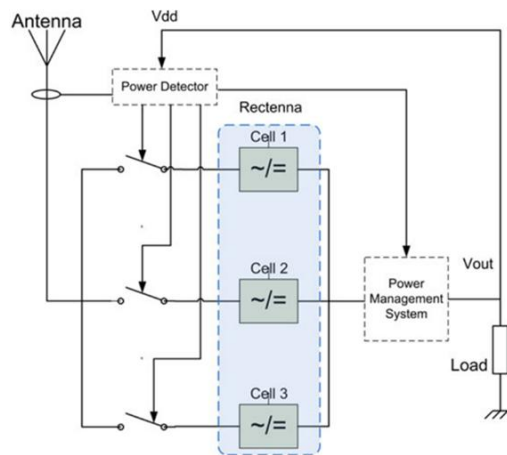 Antenna
Vdd
Power Detector
Rectenna
Cell 1
~/=
Cell 2
~/=
Power
Management
System
Vout
Load
Cell 3
~/=